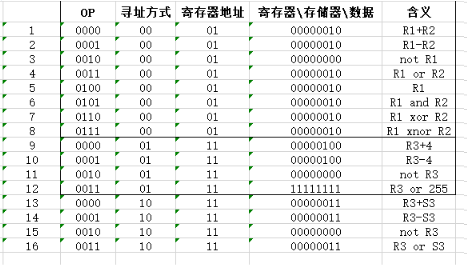 OP 寻址方式 寄存器地址 寄存器\存储器\数据 含义
1 0000 00 01 00000010 R1+R2
2 0001 00 01 00000010 R1-R2
3 0010 00 01 00000000 not R1
4 0011 00 01 00000010 R1 or R2
5 0100 00 01 00000010 R1
6 0101 00 01 00000010 R1 and R2
7 0110 00 01 00000010 R1 xor R2
8 0111 00 01 00000010 R1 xnor R2
9 0000 01 11 00000100 R3+4
10 0001 01 11 00000100 R3-4
11 0010 01 11 00000000 not R3
12 0011 01 11 11111111 R3 or 255
13 0000 10 11 00000011 R3+S3
14 0001 10 11 00000011 R3-S3
15 0010 10 11 00000000 not R3
16 0011 10 11 00000011 R3 or S3